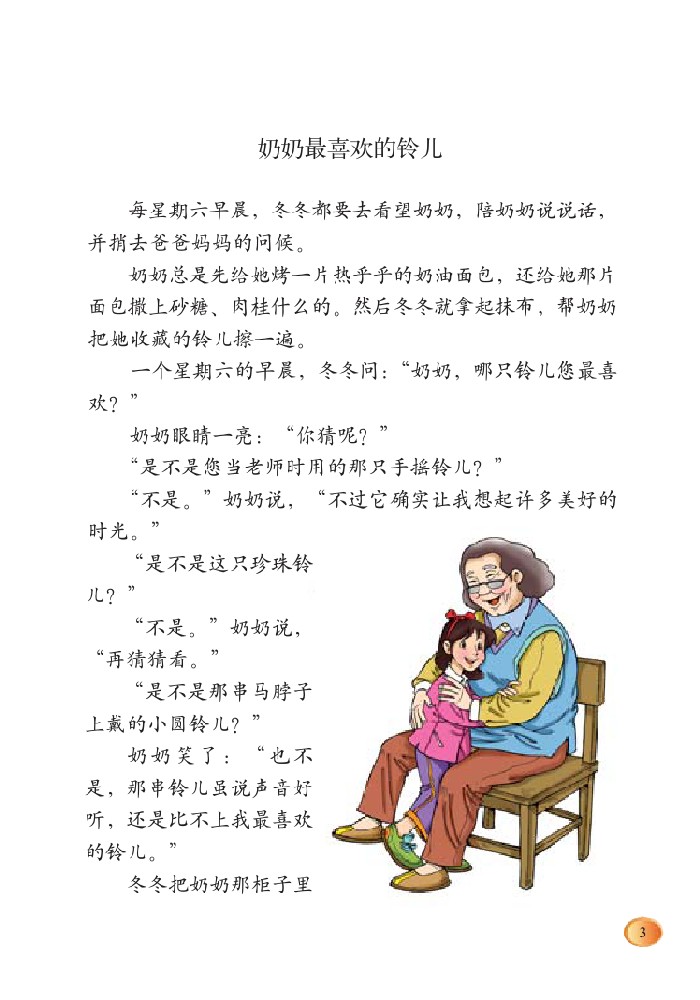 奶奶最喜欢的铃儿
每星期六早晨，冬冬都要去看望奶奶，陪奶奶说说话，
并捎去爸爸妈妈的问候。
奶奶总是先给她烤一片热乎乎的奶油面包，还给她那片
面包撒上砂糖、肉桂什么的。然后冬冬就拿起抹布，帮奶奶
把她收藏的铃儿擦一遍。
一个星期六的早晨，冬冬问：“奶奶，哪只铃儿您最喜
欢？”
奶奶眼睛一亮：“你猜呢？”
“是不是您当老师时用的那只手摇铃儿？”
“不是。”奶奶说，“不过它确实让我想起许多美好的
时光。”
“是不是这只珍珠铃
儿？”
“不是。”奶奶说，
“再猜猜看。”
“是不是那串马脖子
上戴的小圆铃儿？”
奶奶笑了：“也不
是，那串铃儿虽说声音好
听，还是比不上我最喜欢
的铃儿。”
冬冬把奶奶那柜子里
3